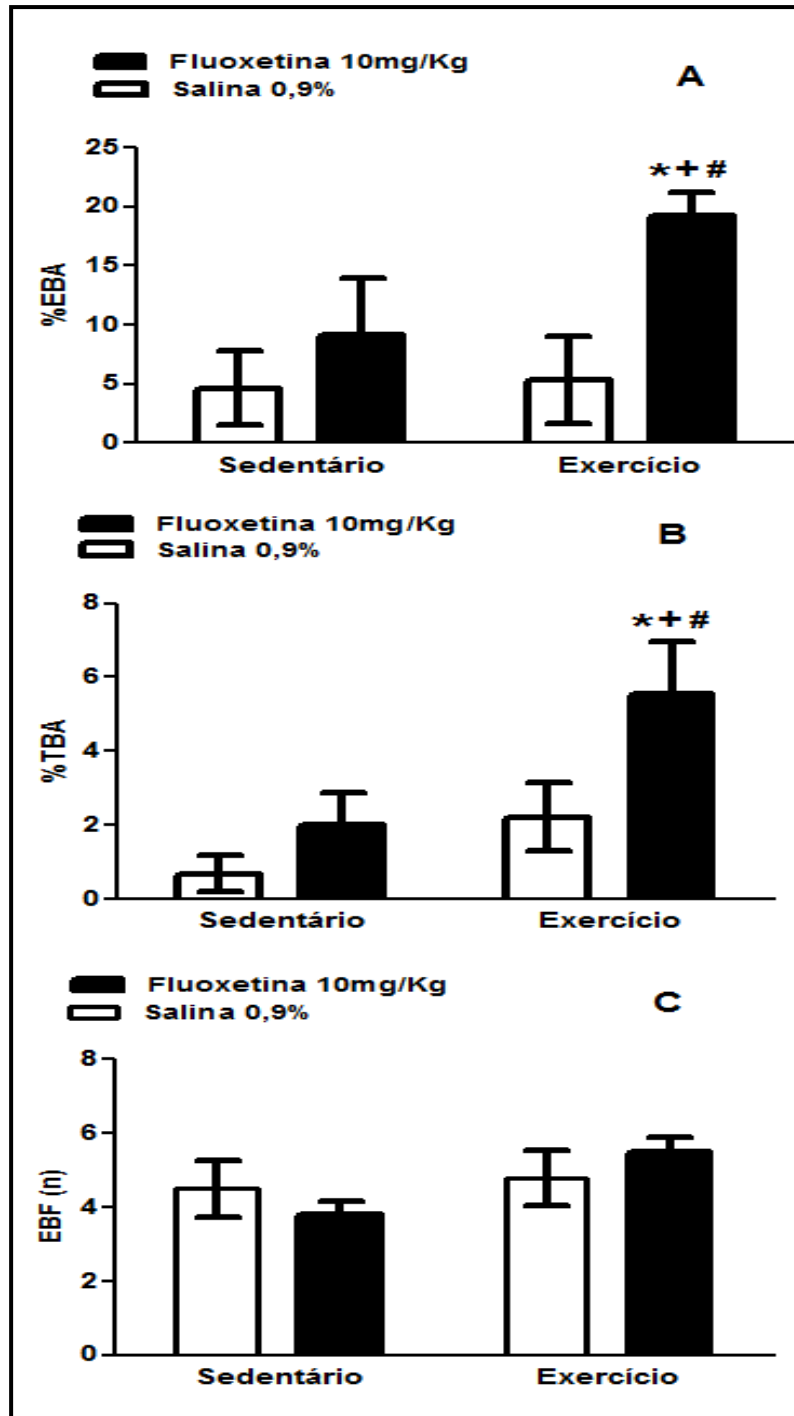 Fluoxetina 10mg/Kg
Salina 0,9%
A
25
20
15
10
5
0
%EBA
*+#
Sedentário
Exercício
Fluoxetina 10mg/Kg
Salina 0,9%
B
8
6
4
2
0
%TBA
*+#
Sedentário
Exercício
Fluoxetina 10mg/Kg
Salina 0,9%
C
8
6
4
2
0
EBF (n)
Sedentário
Exercício